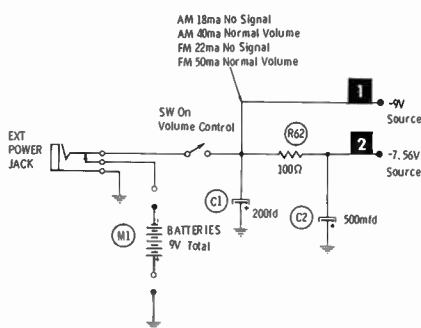 AM 18ma No Signal
AM 40ma Normal Volume
FM 22ma No Signal
FM 50ma Normal Volume
1
-9V
Source
SW On
Volume Control
R62
2
-7.56V
Source
EXT
POWER
JACK
100Ω
C1
200fd
C2
500mfd
M1
BATTERIES
9V Total